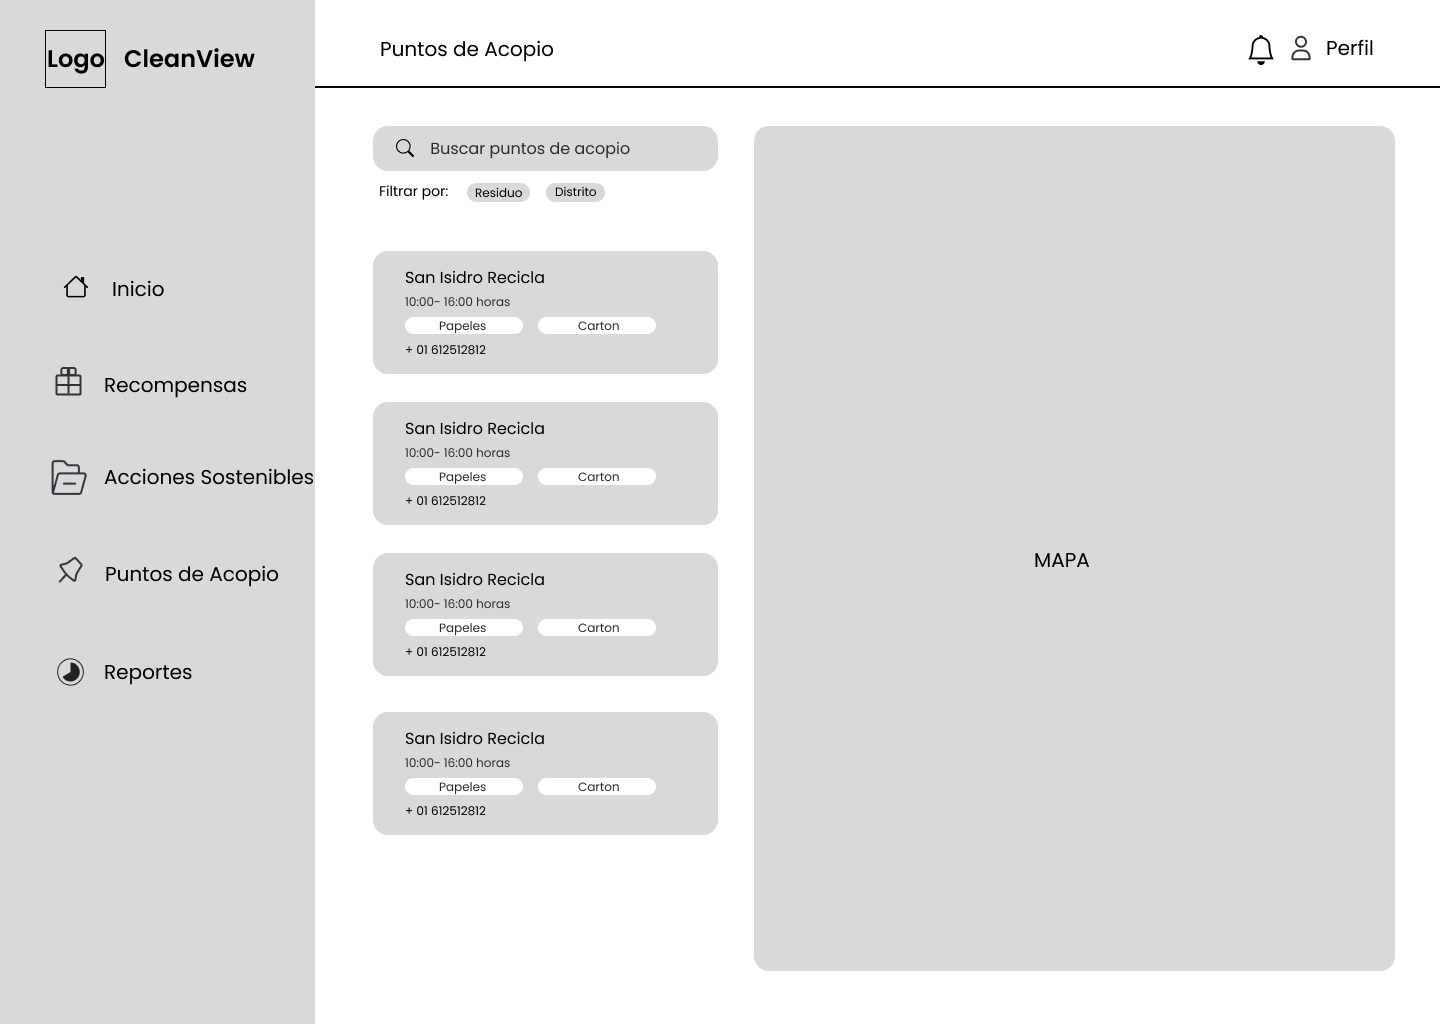 Logo
CleanView
Inicio
Recompensas
Acciones Sostenibles
Puntos de Acopio
Reportes
Puntos de Acopio
Perfil
Buscar puntos de acopio
Filtrar por: Residuo Distrito
San Isidro Recicla
10:00- 16:00 horas
Papeles Carton
+ 01 612512812
San Isidro Recicla
10:00- 16:00 horas
Papeles Carton
+ 01 612512812
San Isidro Recicla
10:00- 16:00 horas
Papeles Carton
+ 01 612512812
San Isidro Recicla
10:00- 16:00 horas
Papeles Carton
+ 01 612512812
MAPA